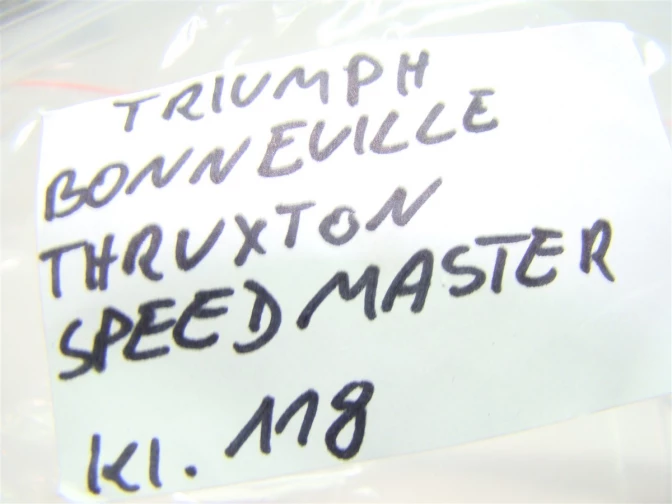 TRIUMPH
BONNEVILLE
THRUXTON
SPEEDMASTER
Kl. 118